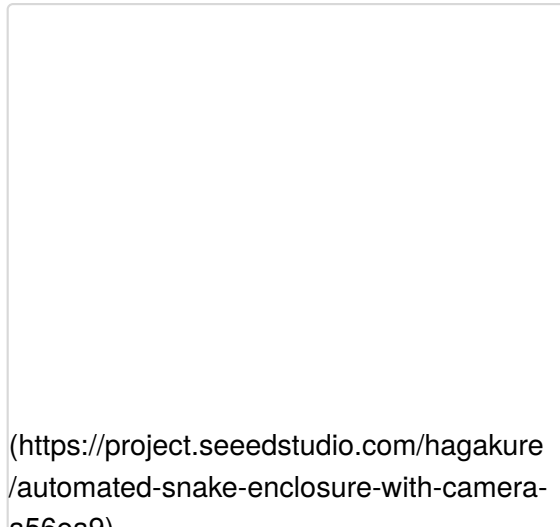 (https://project.seeedstudio.com/hagakure
/automated-snake-enclosure-with-camera-
a56ea9)